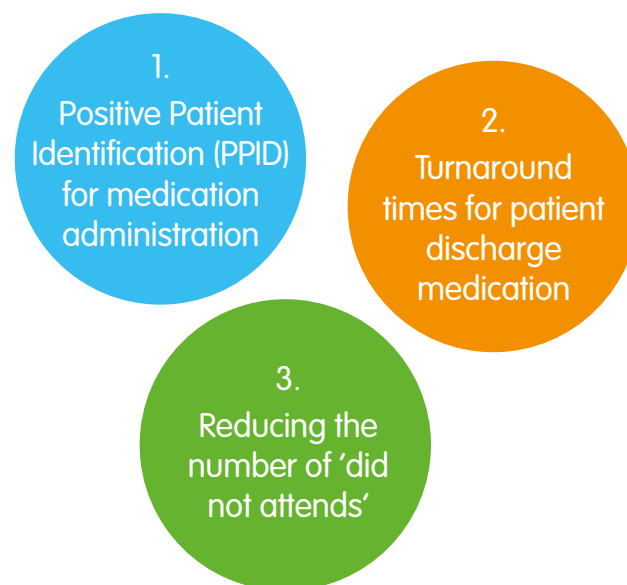 1.
Positive Patient
Identification (PPID)
for medication
administration
2.
Turnaround
times for patient
discharge
medication
3.
Reducing the
number of ‘did
not attends’